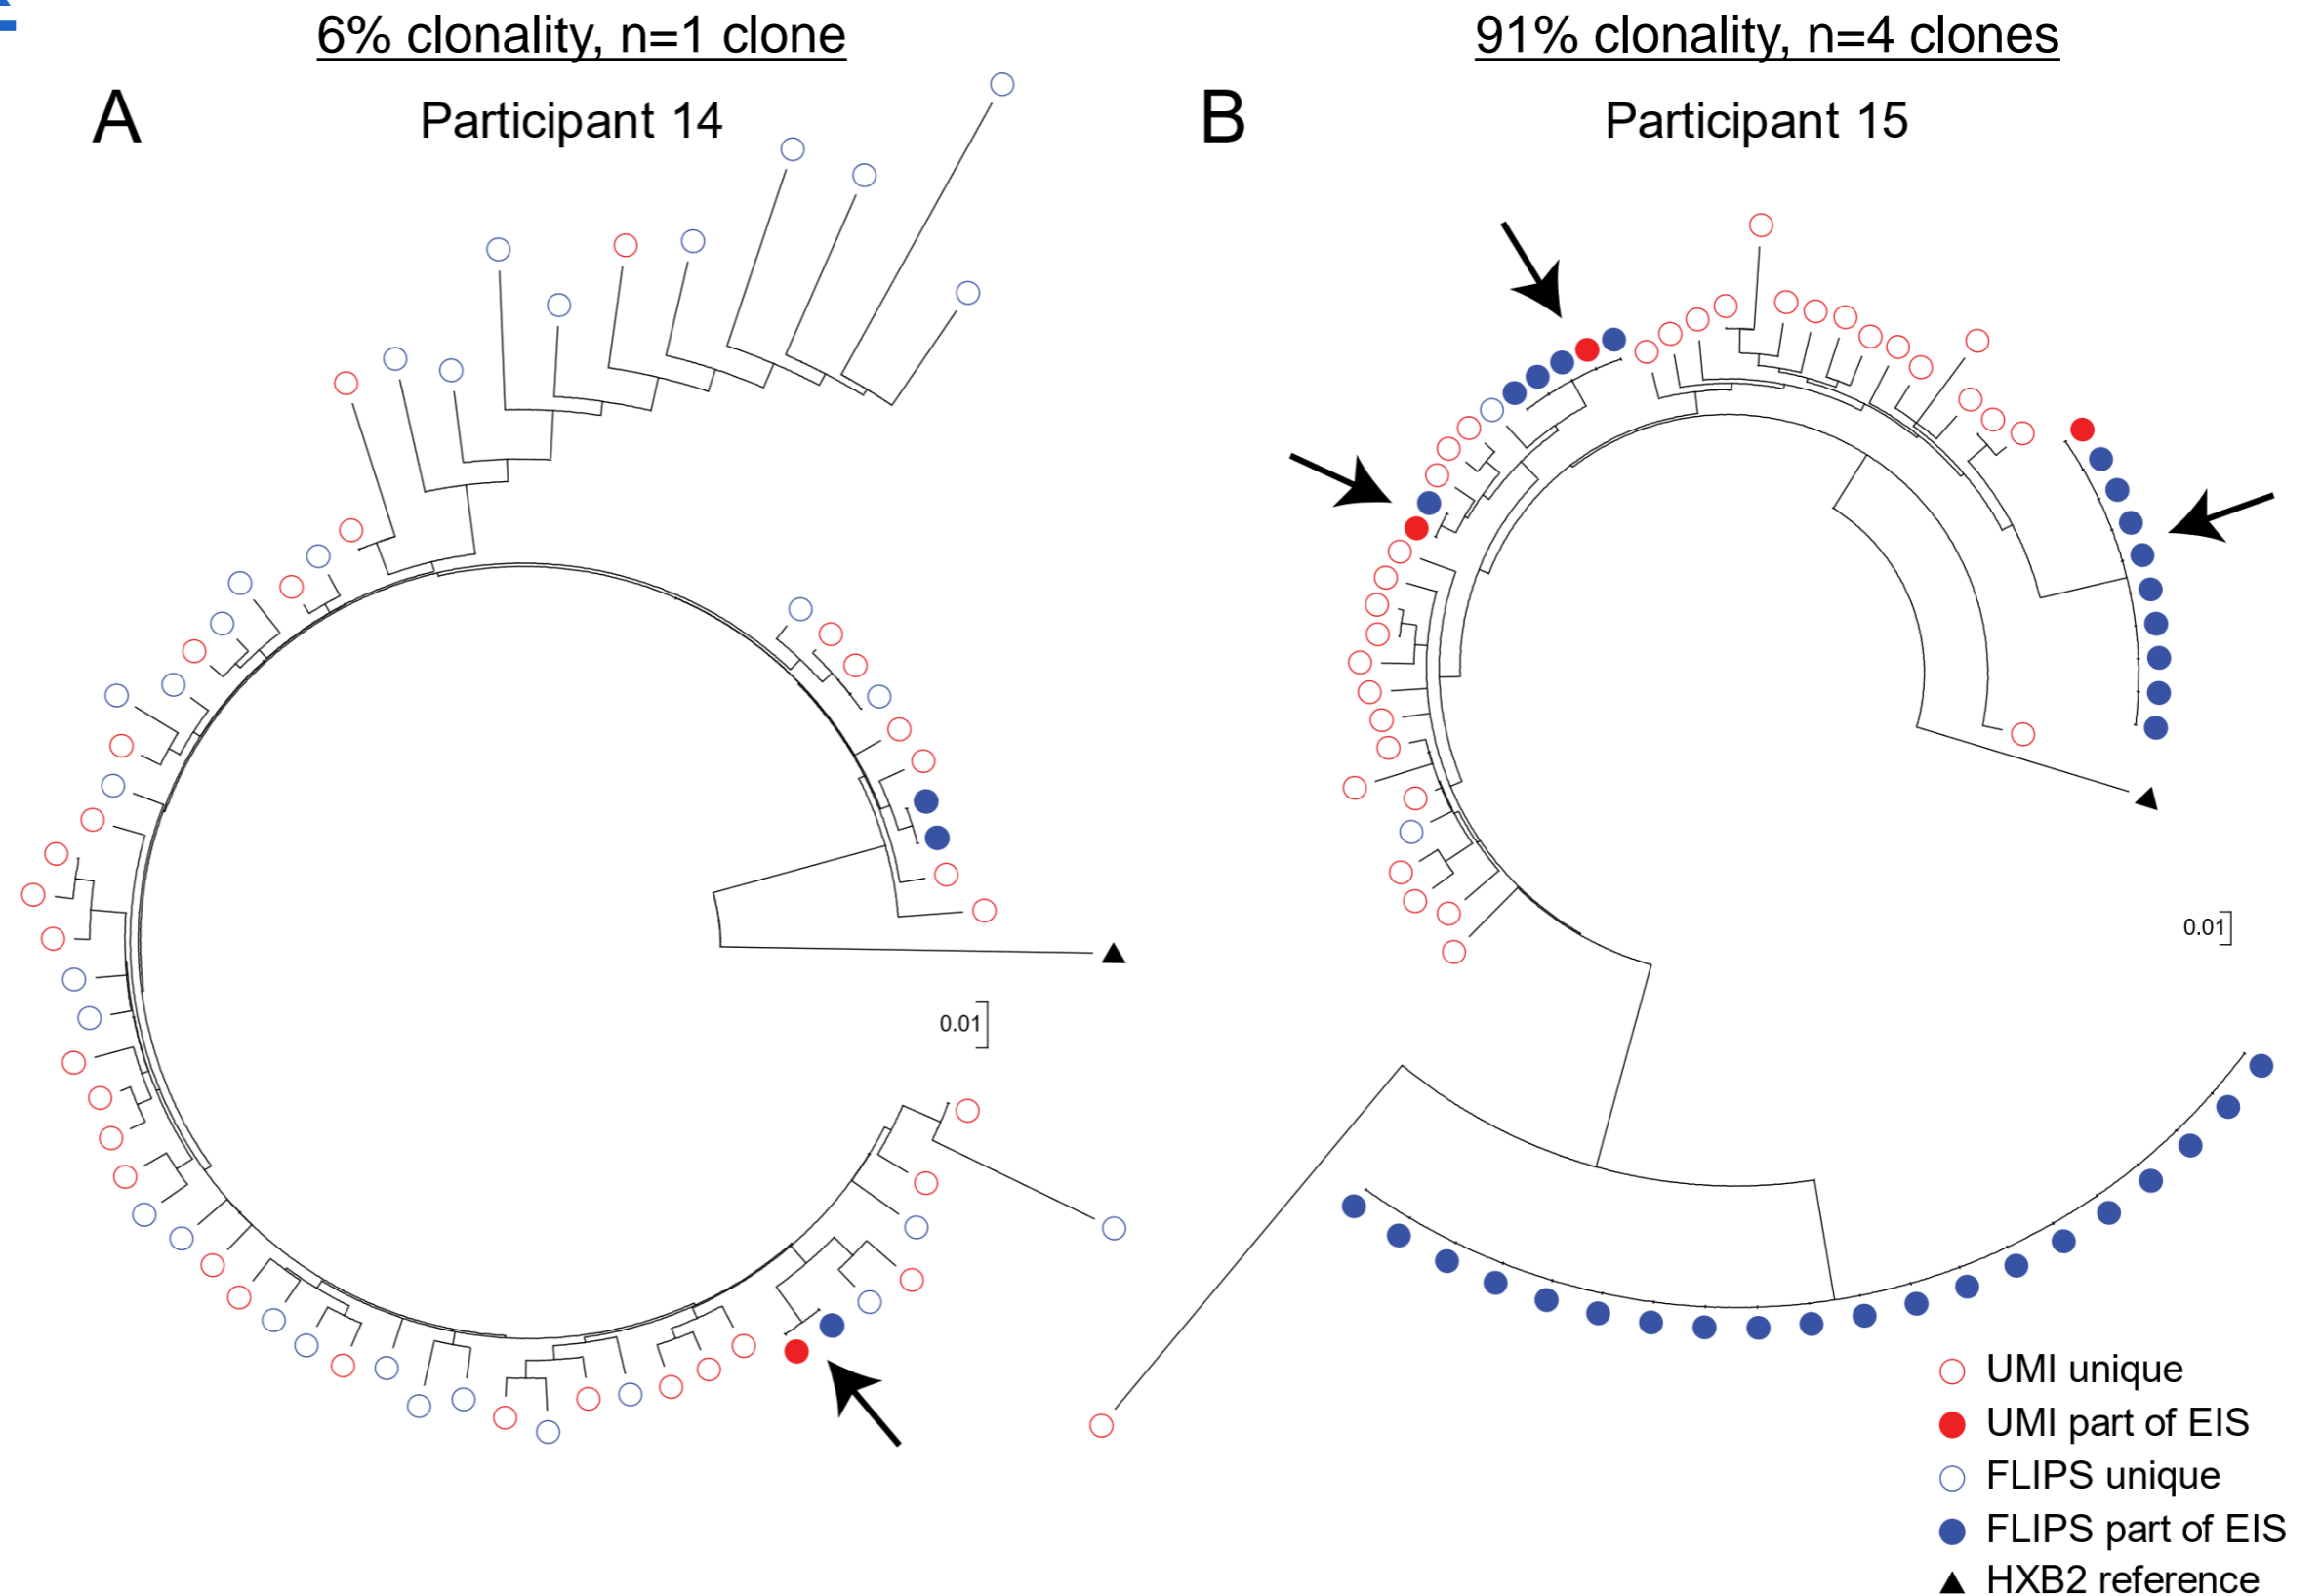 6% clonality, n=1 clone
91% clonality, n=4 clones
A
Participant 14
B
Participant 15
0.01
0.01
UMI unique
UMI part of EIS
FLIPS unique
FLIPS part of EIS
HXB2 reference